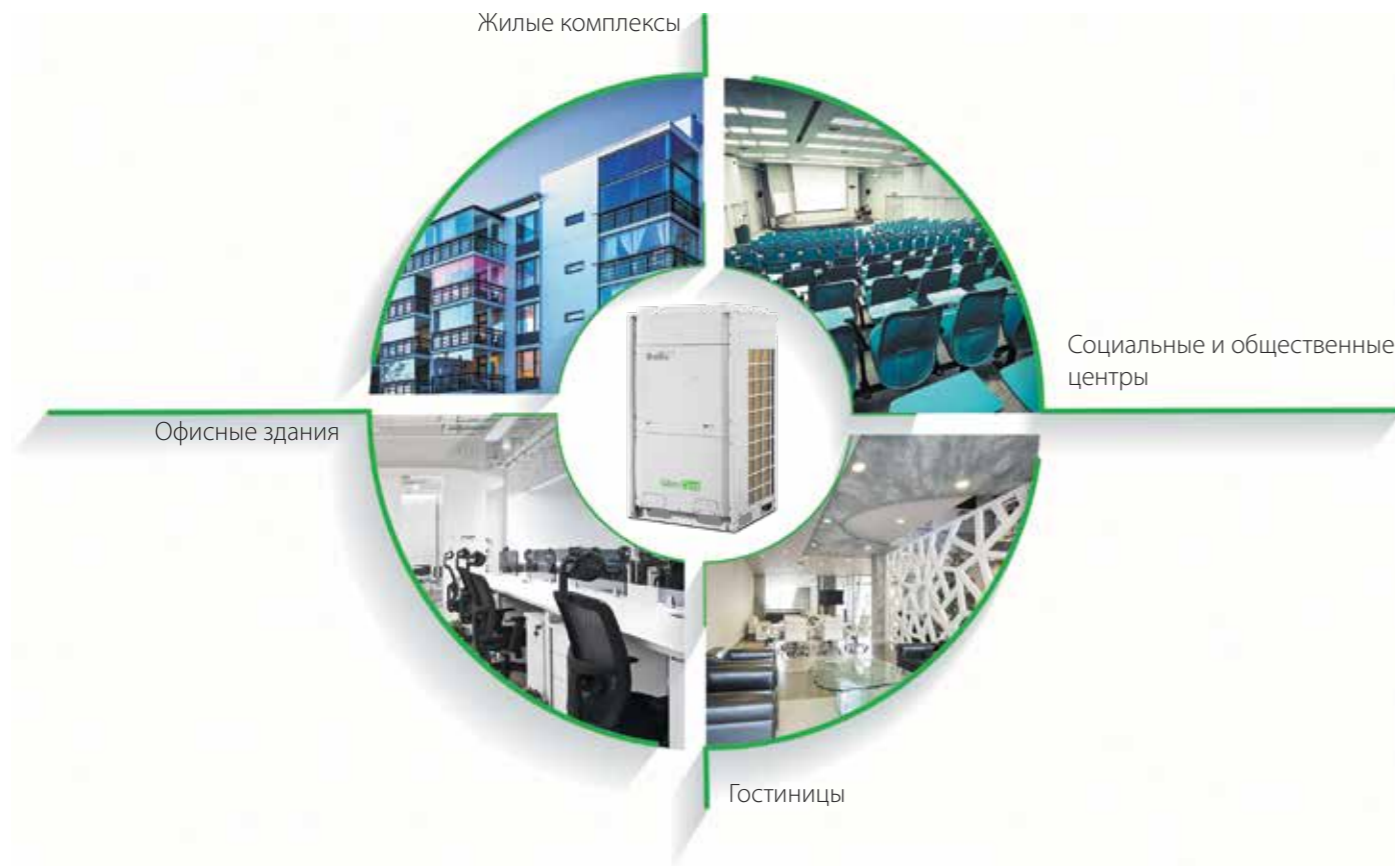 Жилые комплексы
Социальные и общественные
центры
Офисные здания
Гостиницы